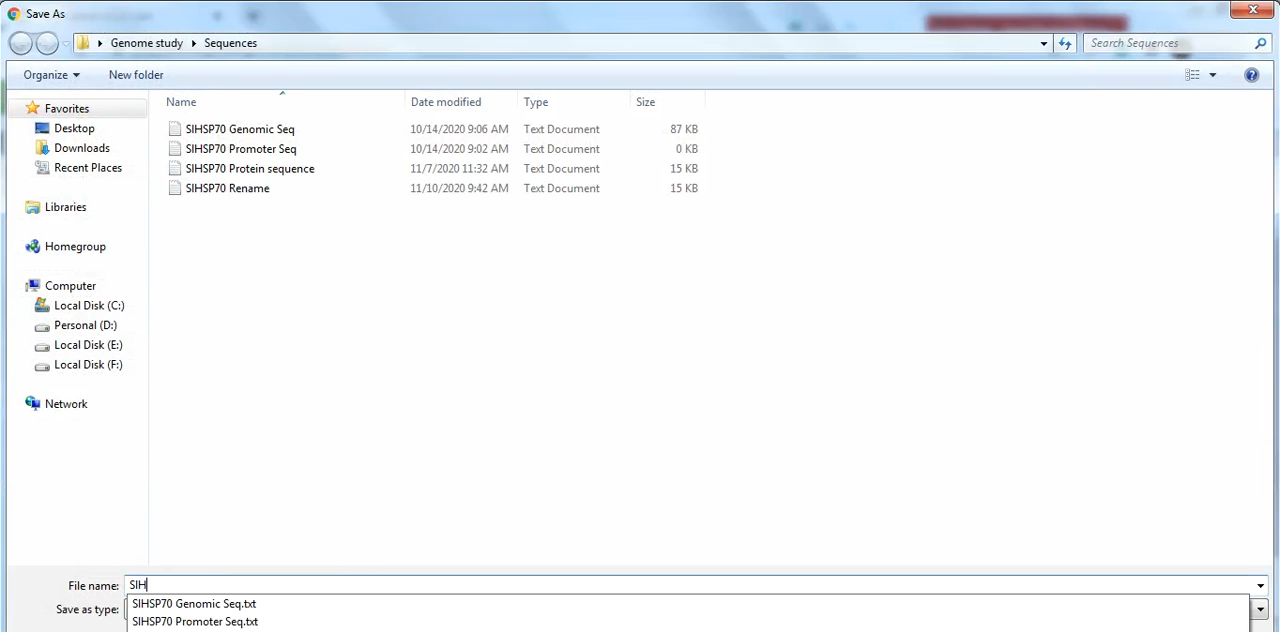 Save As
Genome study Sequences Search Sequences
Organize New folder
Name Date modified Type Size
Favorites
Desktop
Downloads
Recent Places
Libraries
Homegroup
Computer
Local Disk (C:)
Personal (D:)
Local Disk (E:)
Local Disk (F:)
Network
SIHSP70 Genomic Seq 10/14/2020 9:06 AM Text Document 87 KB
SIHSP70 Promoter Seq 10/14/2020 9:02 AM Text Document 0 KB
SIHSP70 Protein sequence 11/7/2020 11:32 AM Text Document 15 KB
SIHSP70 Rename 11/10/2020 9:42 AM Text Document 15 KB
File name: SIH
Save as type:
SIHSP70 Genomic Seq.txt
SIHSP70 Promoter Seq.txt